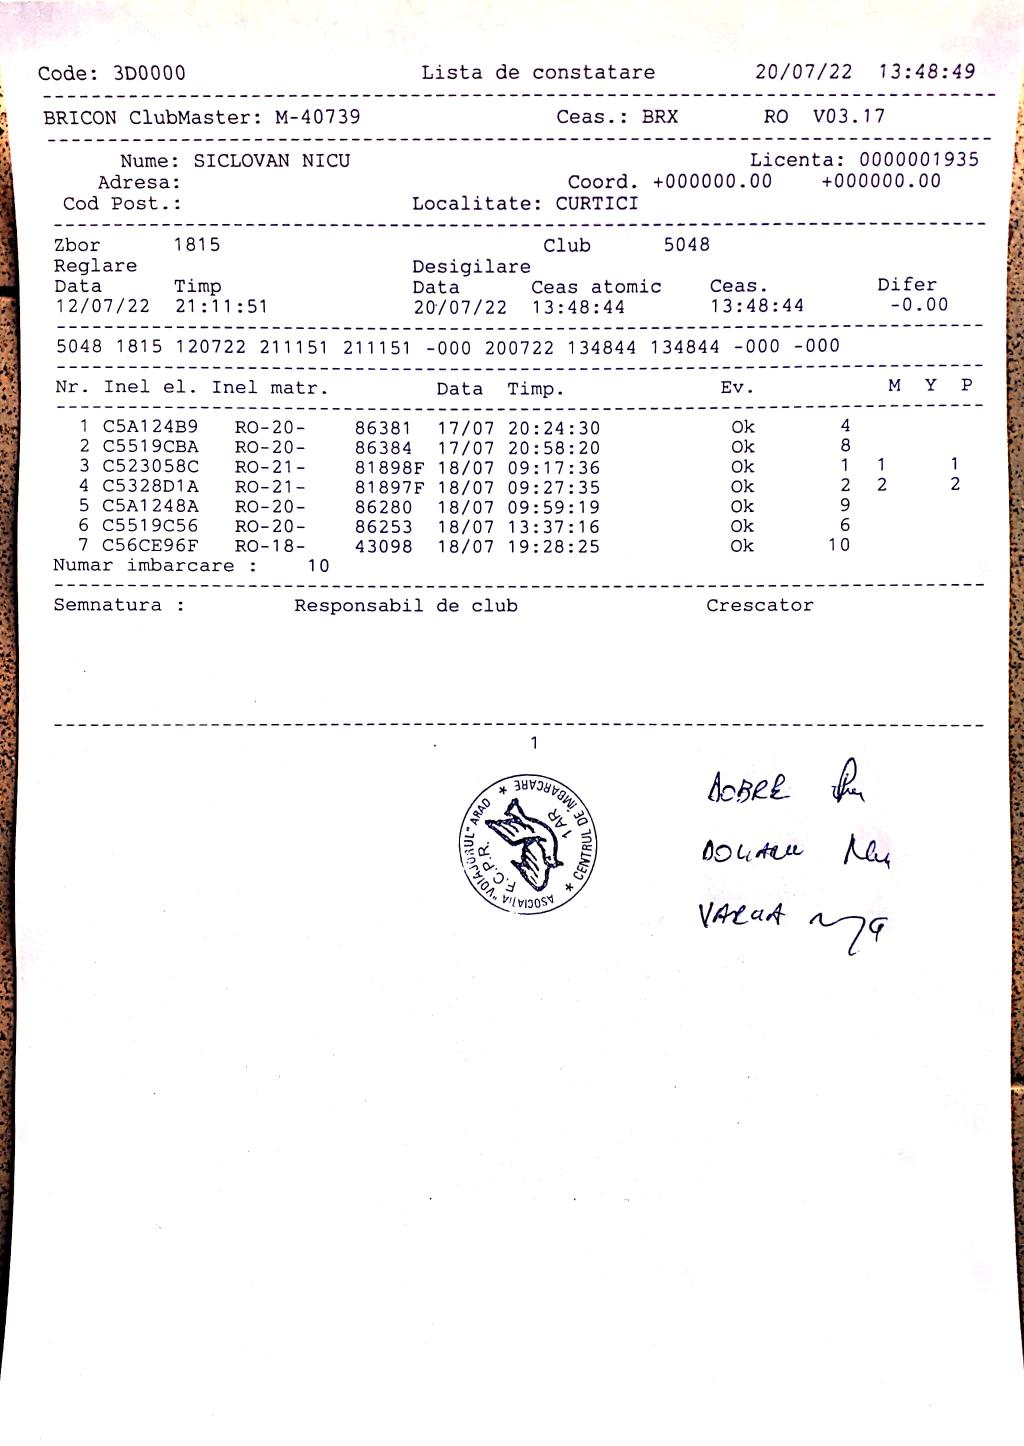 Code: 3D0000 Lista de constatare 20/07/22 13:48:49
BRICON ClubMaster: M-40739 Ceas.: BRX RO V03.17
Nume: SICLOVAN NICU Licenta: 0000001935
Adresa: Coord. +000000.00 +000000.00
Cod Post.: Localitate: CURTICI
Zbor 1815 Club 5048
Reglare Desigilare
Data Timp Data Ceas atomic Ceas. Difer
12/07/22 21:11:51 20/07/22 13:48:44 13:48:44 -0.00
5048 1815 120722 211151 211151 -000 200722 134844 134844 -000 -000
Nr. Inel el. Inel matr. Data Timp. Ev. M Y P
1 C5A124B9 RO-20- 86381 17/07 20:24:30 Ok 4
2 C5519CBA RO-20- 86384 17/07 20:58:20 Ok 8
3 C523058C RO-21- 81898F 18/07 09:17:36 Ok 1 1 1
4 C5328D1A RO-21- 81897F 18/07 09:27:35 Ok 2 2 2
5 C5A1248A RO-20- 86280 18/07 09:59:19 Ok 9
6 C5519C56 RO-20- 86253 18/07 13:37:16 Ok 6
7 C56CE96F RO-18- 43098 18/07 19:28:25 Ok 10
Numar imbarcare : 10
Semnatura : Responsabil de club Crescator
1
ASOCIAŢIA "VOIAJORUL" ARAD * CENTRUL DE ÎMBARCARE *
F.C.P.R.
1 AR
DOBRE
VARGA